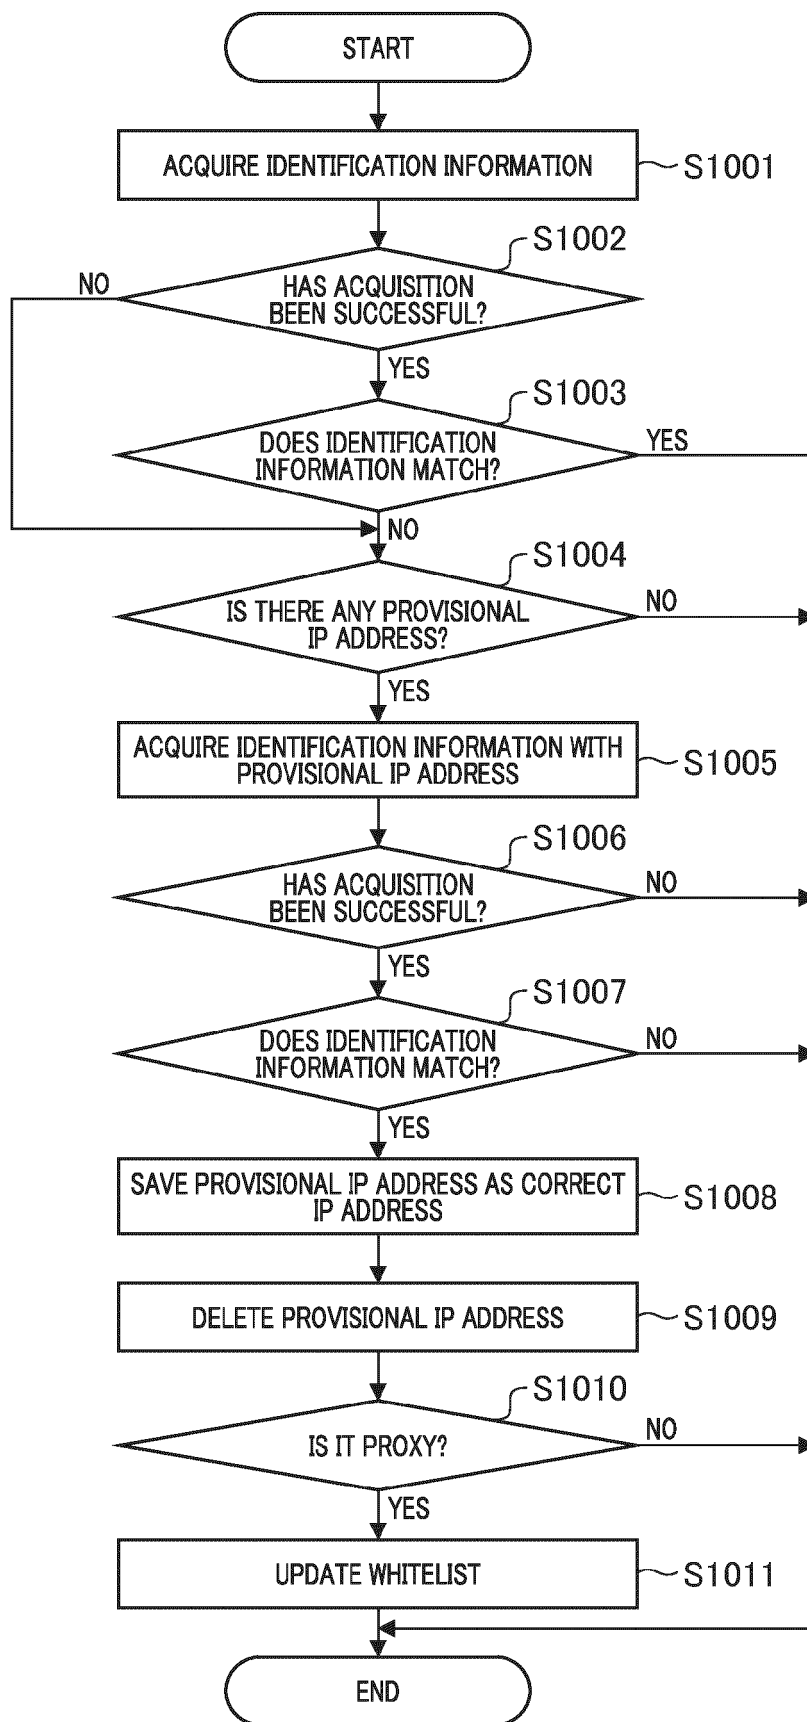 START
ACQUIRE IDENTIFICATION INFORMATION
S1001
S1002
NO
HAS ACQUISITION
BEEN SUCCESSFUL?
YES
S1003
DOES IDENTIFICATION
INFORMATION MATCH?
YES
NO
S1004
IS THERE ANY PROVISIONAL
IP ADDRESS?
NO
YES
ACQUIRE IDENTIFICATION INFORMATION WITH
PROVISIONAL IP ADDRESS
S1005
S1006
HAS ACQUISITION
BEEN SUCCESSFUL?
NO
YES
S1007
DOES IDENTIFICATION
INFORMATION MATCH?
NO
YES
SAVE PROVISIONAL IP ADDRESS AS CORRECT
IP ADDRESS
S1008
DELETE PROVISIONAL IP ADDRESS
S1009
S1010
IS IT PROXY?
NO
YES
UPDATE WHITELIST
S1011
END